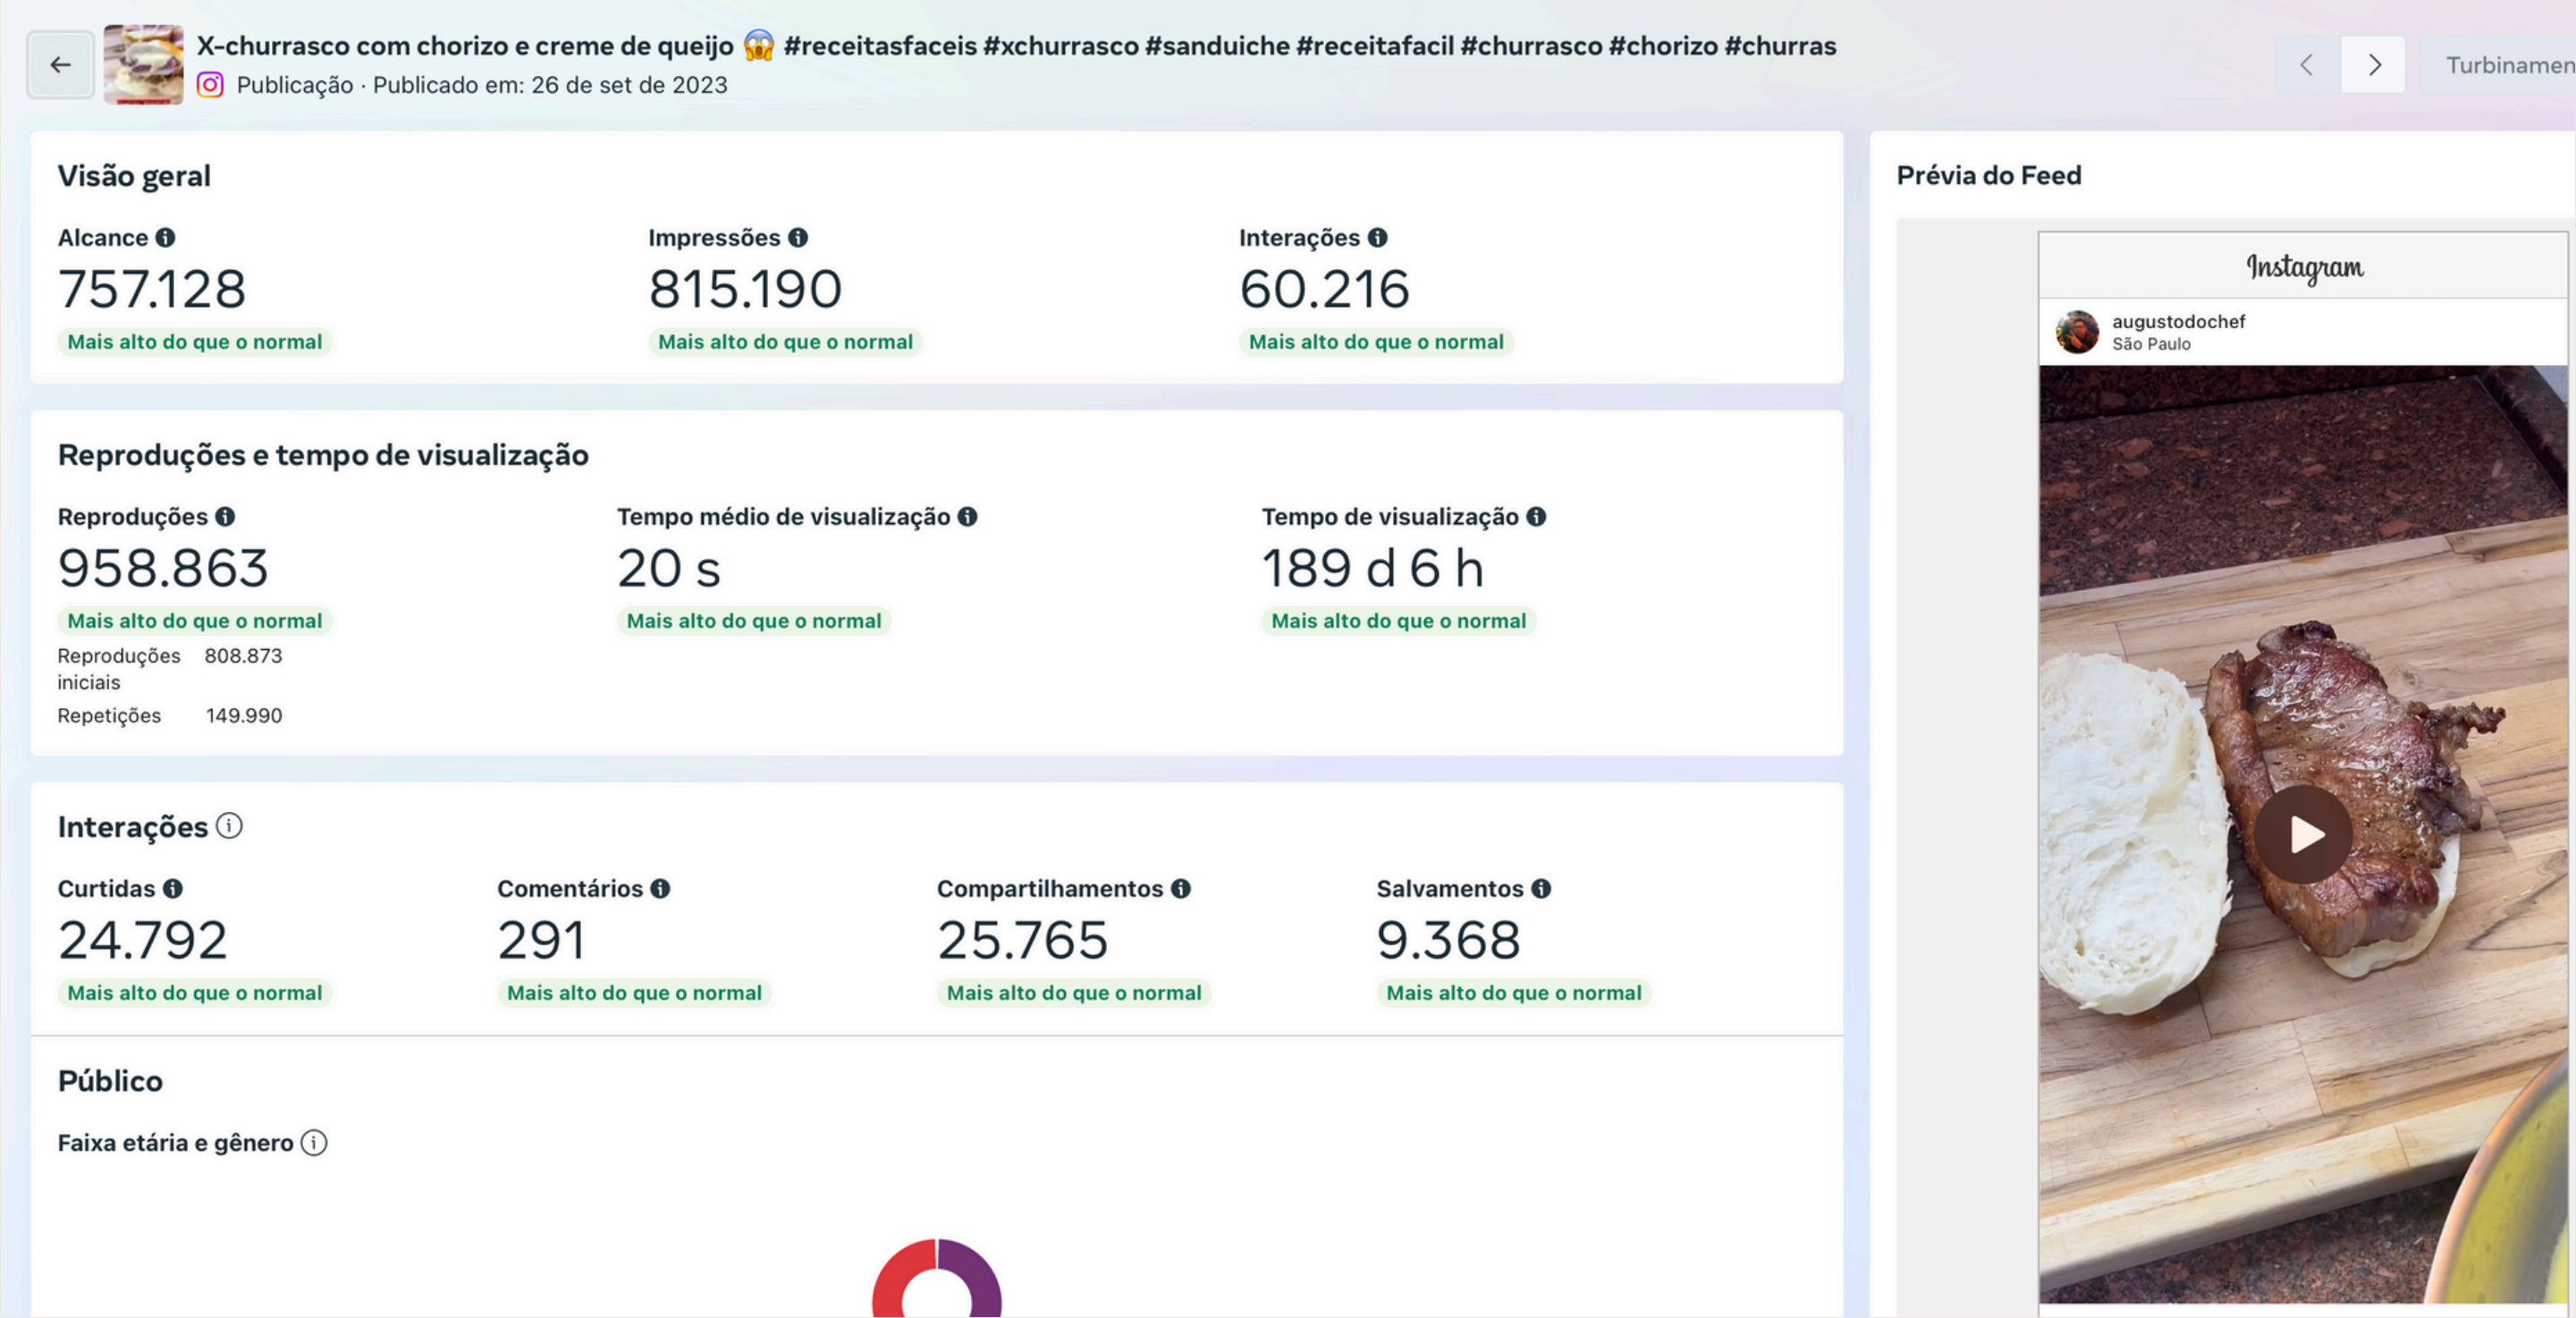 X-churrasco com chorizo e creme de queijo 😱 #receitasfaceis #xchurrasco #sanduiche #receitafacil #churrasco #chorizo #churras
Publicação · Publicado em: 26 de set de 2023
Turbinamen
Visão geral
Alcance
Impressões
Interações
757.128
815.190
60.216
Mais alto do que o normal
Mais alto do que o normal
Mais alto do que o normal
Reproduções e tempo de visualização
Reproduções
Tempo médio de visualização
Tempo de visualização
958.863
20 s
189 d 6 h
Mais alto do que o normal
Mais alto do que o normal
Mais alto do que o normal
Reproduções iniciais 808.873
Repetições 149.990
Interações
Curtidas
Comentários
Compartilhamentos
Salvamentos
24.792
291
25.765
9.368
Mais alto do que o normal
Mais alto do que o normal
Mais alto do que o normal
Mais alto do que o normal
Público
Faixa etária e gênero
Prévia do Feed
Instagram
augustodochef
São Paulo